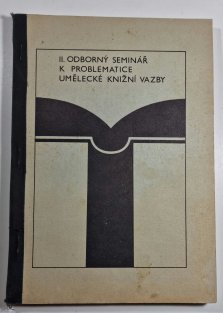 II. ODBORNÝ SEMINÁŘ
K PROBLEMATICE
UMĚLECKÉ KNIŽNÍ VAZBY